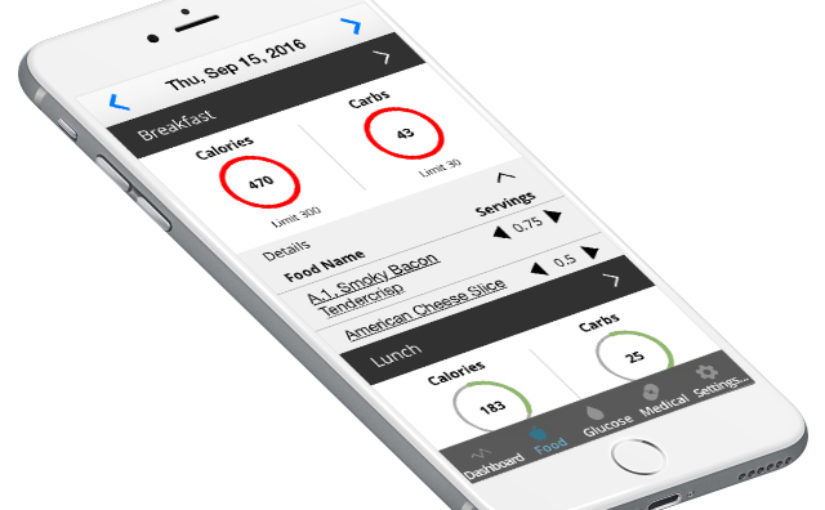 Thu, Sep 15, 2016
Breakfast
Calories
Carbs
470
43
Limit 300
Limit 30
Details
Food Name
Servings
A.1. Smoky Bacon
Tendercrisp
0.75
American Cheese Slice
0.5
Lunch
Calories
Carbs
183
25
Dashboard
Food
Glucose
Medical
Settings...